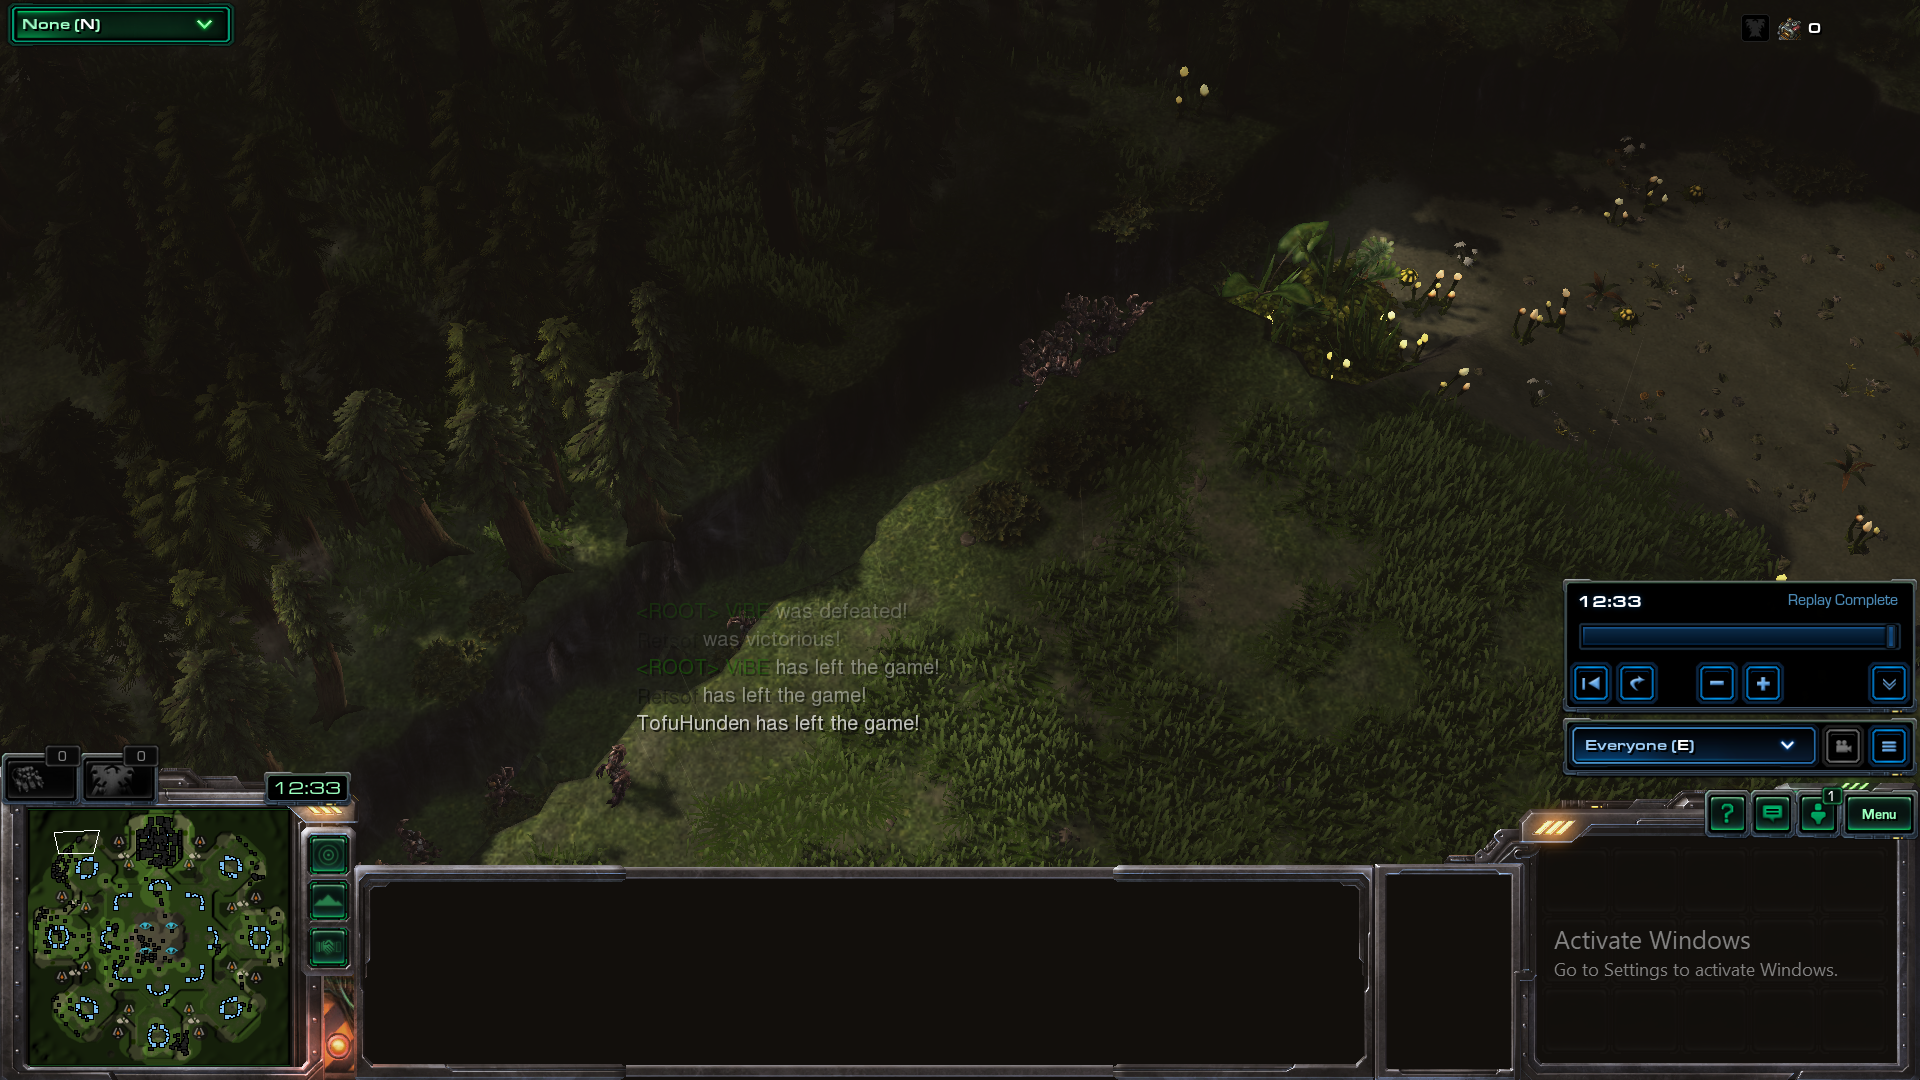 None (N)
0
<ROOT> ViBE was defeated!
was victorious!
<ROOT> ViBE has left the game!
has left the game!
TofuHunden has left the game!
12:33
Replay Complete
Everyone (E)
0
0
12:33
?
1
Menu
Activate Windows
Go to Settings to activate Windows.